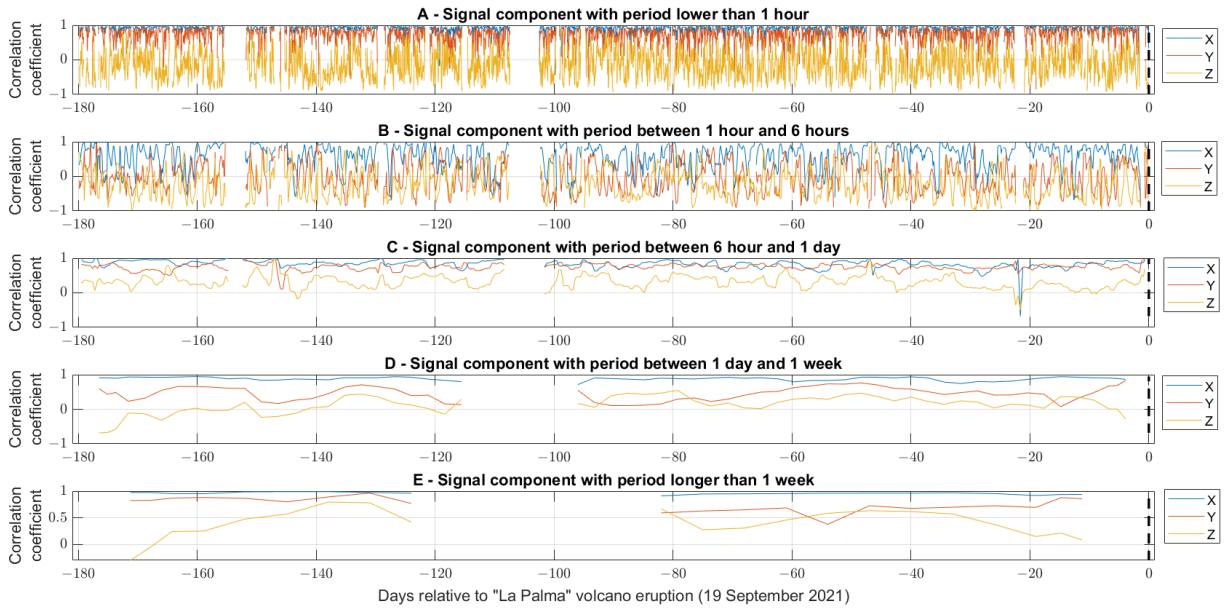 A - Signal component with period lower than 1 hour
Correlation
coefficient
1
0
−1
−180 −160 −140 −120 −100 −80 −60 −40 −20 0
X
Y
Z
B - Signal component with period between 1 hour and 6 hours
Correlation
coefficient
1
0
−1
−180 −160 −140 −120 −100 −80 −60 −40 −20 0
X
Y
Z
C - Signal component with period between 6 hour and 1 day
Correlation
coefficient
1
0
1
−180 −160 −140 −120 −100 −80 −60 −40 −20 0
X
Y
Z
D - Signal component with period between 1 day and 1 week
Correlation
coefficient
1
0
−1
−180 −160 −140 −120 −100 −80 −60 −40 −20 0
X
Y
Z
E - Signal component with period longer than 1 week
Correlation
coefficient
1
0.5
0
−180 −160 −140 −120 −100 −80 −60 −40 −20 0
X
Y
Z
Days relative to "La Palma" volcano eruption (19 September 2021)